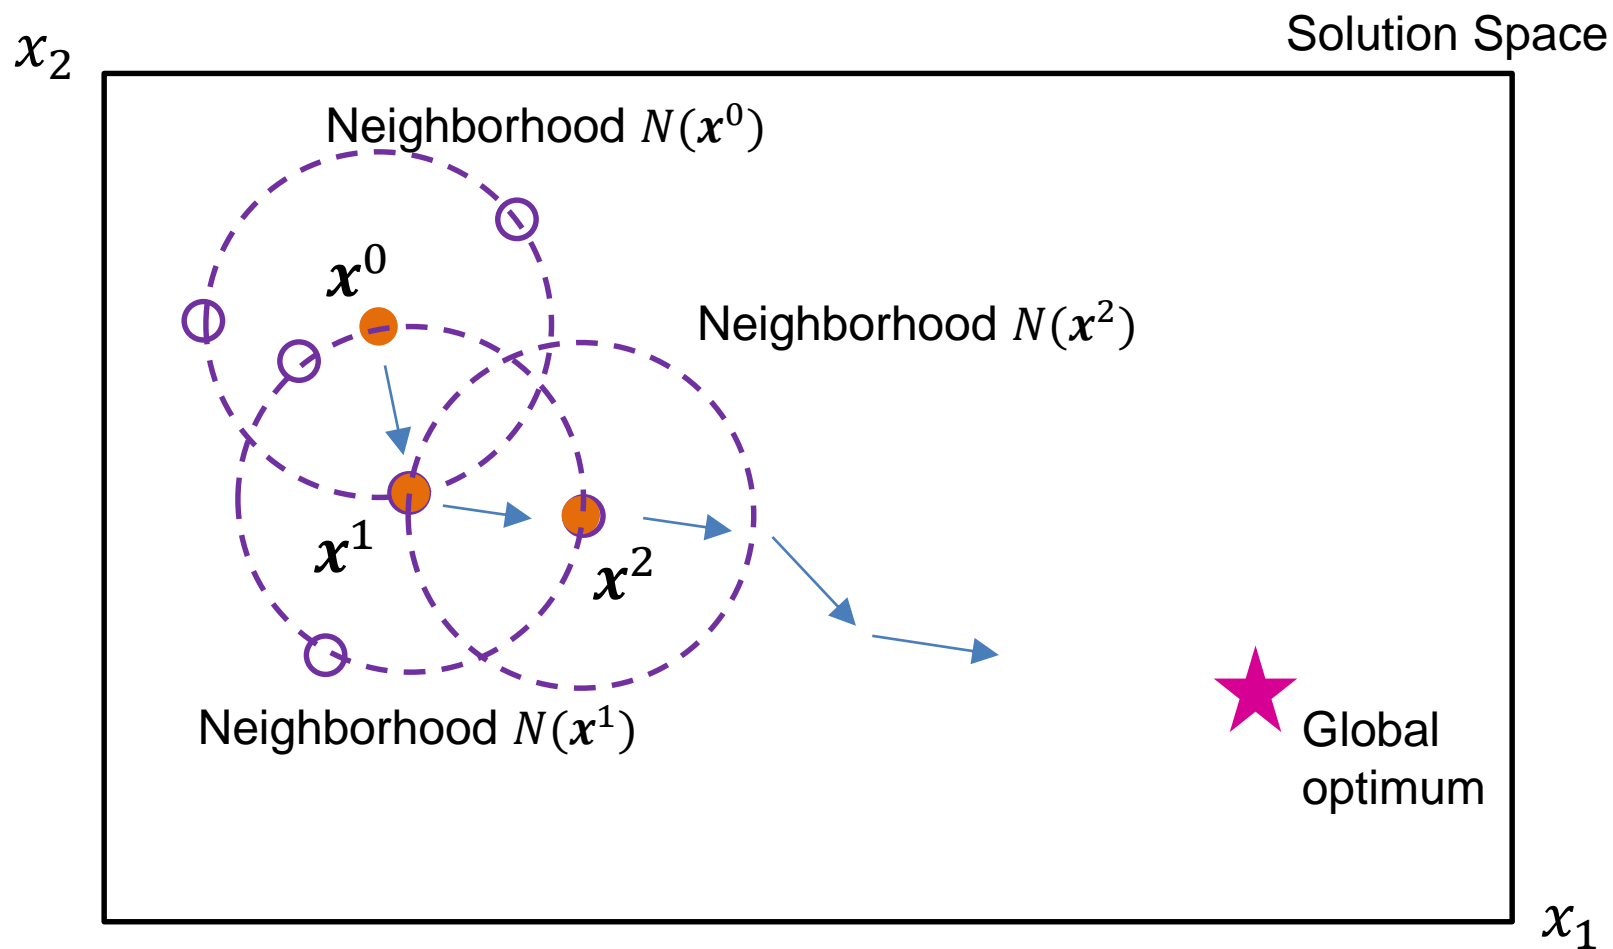 Solution Space
x₂
Neighborhood N(x⁰)
x⁰
Neighborhood N(x²)
x¹
x²
Neighborhood N(x¹)
Global
optimum
x₁